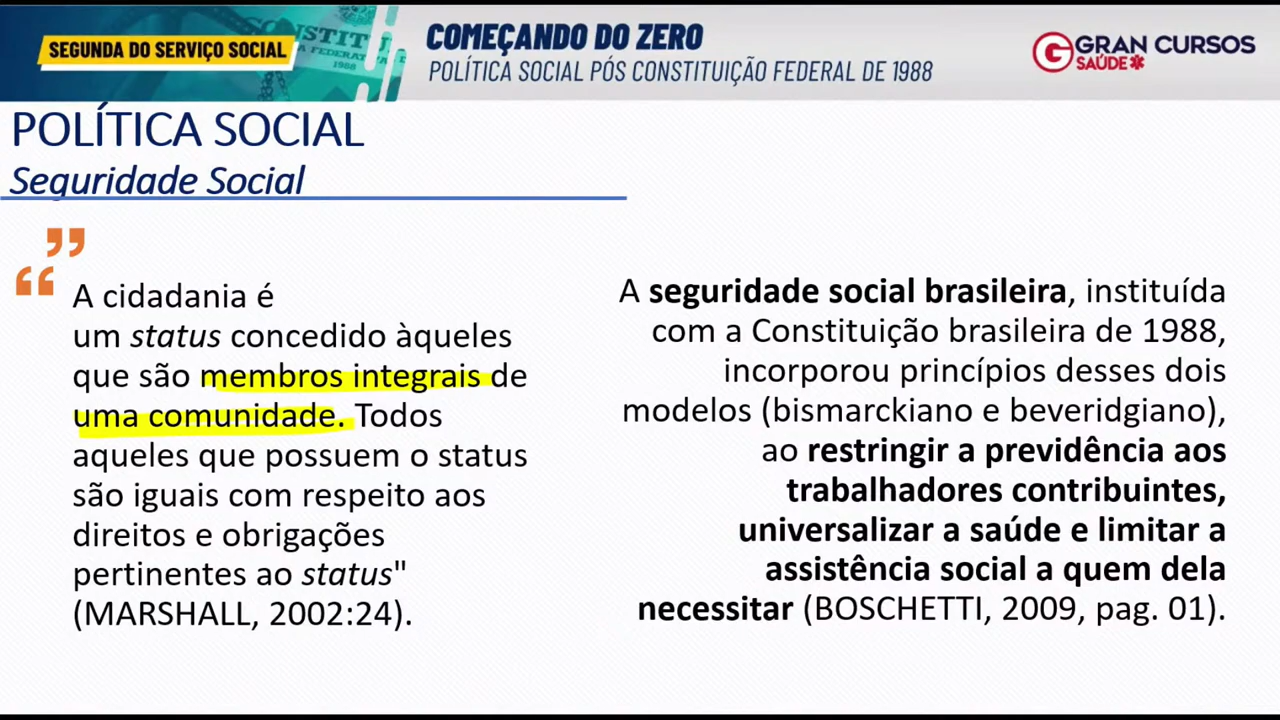 SEGUNDA DO SERVIÇO SOCIAL
CONSTIT
A FEDERAT
1988
COMEÇANDO DO ZERO
POLÍTICA SOCIAL PÓS CONSTITUIÇÃO FEDERAL DE 1988
GRAN CURSOS
SAÚDE
POLÍTICA SOCIAL
Seguridade Social
A cidadania é
um status concedido àqueles
que são membros integrais de
uma comunidade. Todos
aqueles que possuem o status
são iguais com respeito aos
direitos e obrigações
pertinentes ao status"
(MARSHALL, 2002:24).
A seguridade social brasileira, instituída
com a Constituição brasileira de 1988,
incorporou princípios desses dois
modelos (bismarckiano e beveridgiano),
ao restringir a previdência aos
trabalhadores contribuintes,
universalizar a saúde e limitar a
assistência social a quem dela
necessitar (BOSCHETTI, 2009, pag. 01).